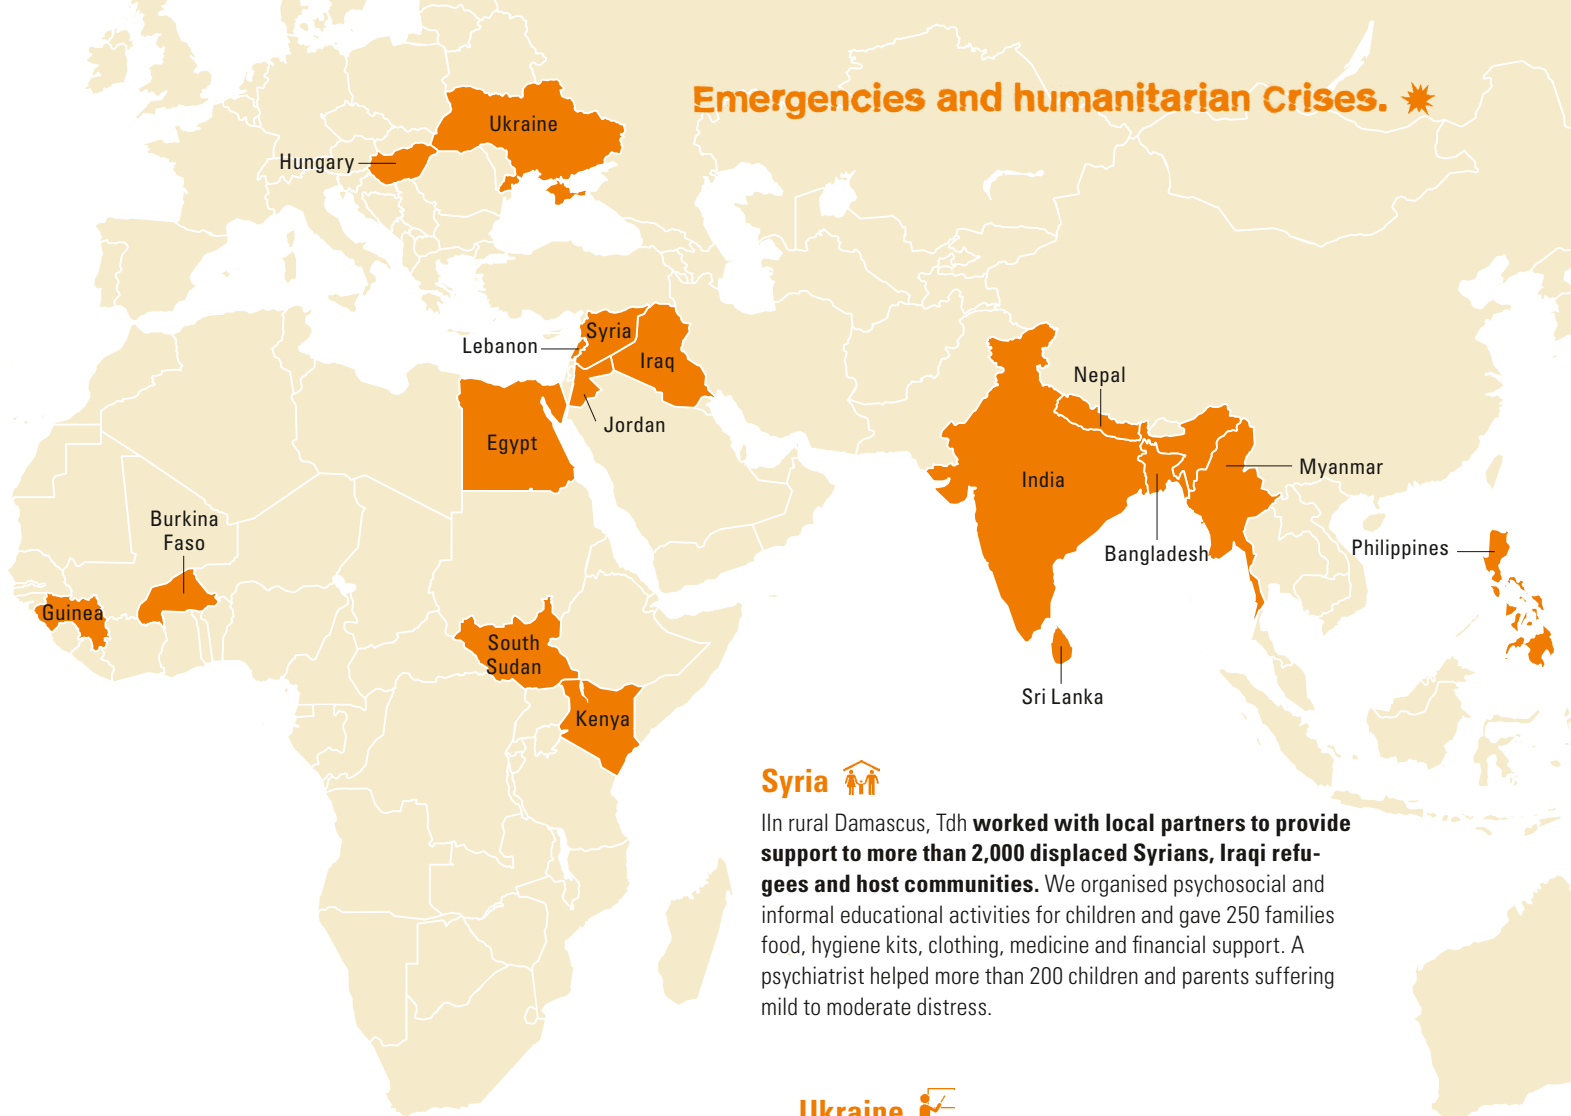 Emergencies and humanitarian Crises.
Ukraine
Hungary
Syria
Lebanon
Iraq
Jordan
Egypt
Nepal
India
Myanmar
Bangladesh
Philippines
Sri Lanka
Burkina
Faso
Guinea
South
Sudan
Kenya
Syria
IIn rural Damascus, Tdh worked with local partners to provide
support to more than 2,000 displaced Syrians, Iraqi refu-
gees and host communities. We organised psychosocial and
informal educational activities for children and gave 250 families
food, hygiene kits, clothing, medicine and financial support. A
psychiatrist helped more than 200 children and parents suffering
mild to moderate distress.
Ukraine